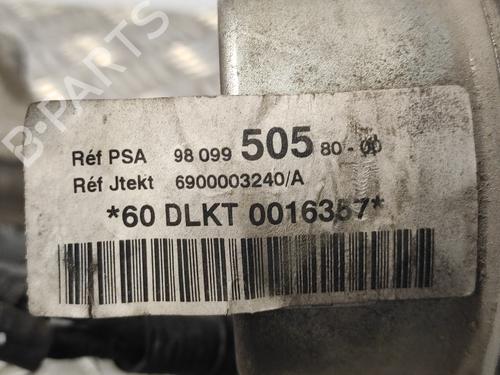 Réf PSA 98 099 505 80 - 00
Réf Jtekt 6900003240/A
*60 DLKT 0016357*
B-PARTS